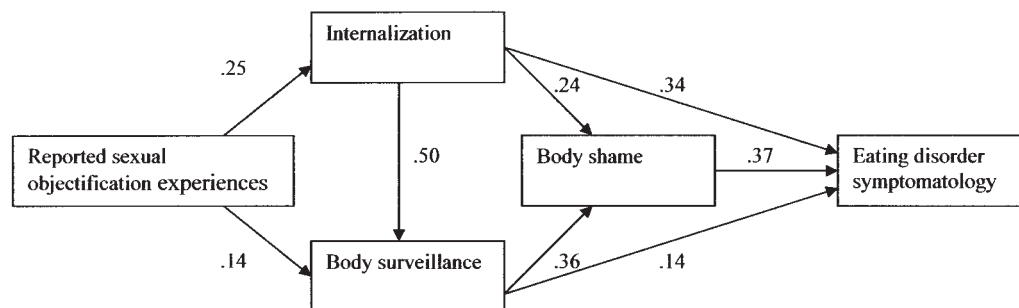 Internalization
.25
.24
.34
Reported sexual
objectification experiences
.50
Body shame
.37
Eating disorder
symptomatology
.14
Body surveillance
.36
.14